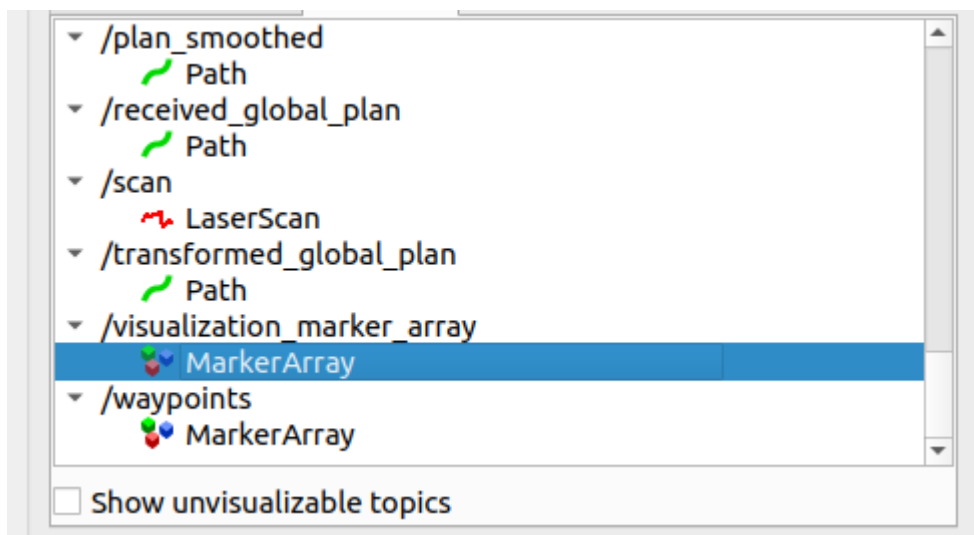 /plan_smoothed
Path
/received_global_plan
Path
/scan
LaserScan
/transformed_global_plan
Path
/visualization_marker_array
MarkerArray
/waypoints
MarkerArray
Show unvisualizable topics